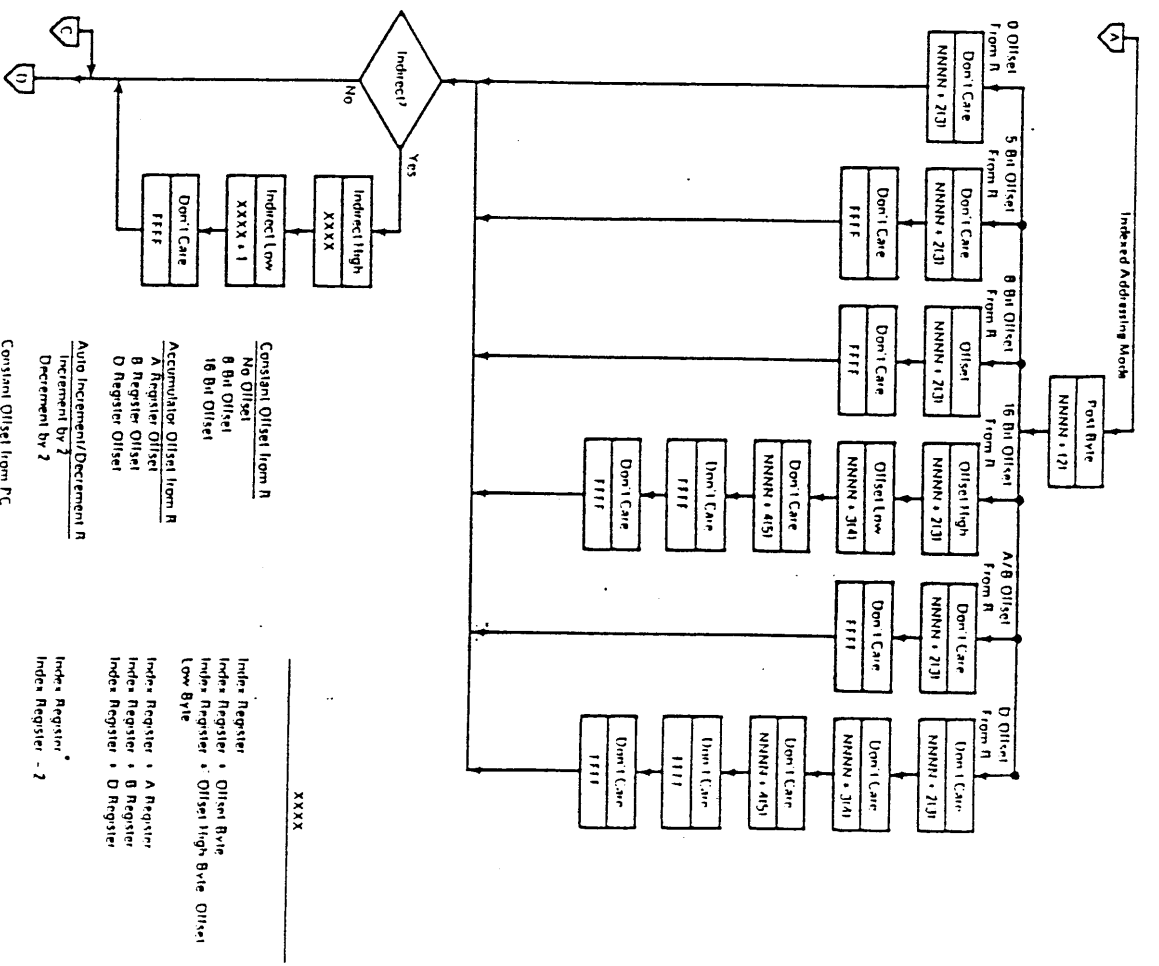 A
Indexed Addressing Mode
Post Byte
NNNN + 1(2)
0 Offset
From R
Don't Care
NNNN + 2(3)
5 Bit Offset
From R
Don't Care
NNNN + 2(3)
Don't Care
FFFF
8 Bit Offset
From R
Offset
NNNN + 2(3)
Don't Care
FFFF
16 Bit Offset
From R
Offset High
NNNN + 2(3)
Offset Low
NNNN + 3(4)
Don't Care
NNNN + 4(5)
Don't Care
FFFF
Don't Care
FFFF
A/B Offset
From R
Don't Care
NNNN + 2(3)
Don't Care
FFFF
D Offset
From R
Don't Care
NNNN + 2(3)
Don't Care
NNNN + 3(4)
Don't Care
NNNN + 4(5)
Don't Care
FFFF
Don't Care
FFFF
Indirect?
Yes
No
Indirect High
XXXX
Indirect Low
XXXX + 1
Don't Care
FFFF
C
D
XXXX
Constant Offset from R
No Offset
8 Bit Offset
16 Bit Offset
Index Register
Index Register + Offset Byte
Index Register + Offset High Byte Offset
Low Byte
Accumulator Offset from R
A Register Offset
B Register Offset
D Register Offset
Index Register + A Register
Index Register + B Register
Index Register + D Register
Auto Increment/Decrement R
Increment by 2
Decrement by 2
Index Register*
Index Register - 2
Constant Offset from PC